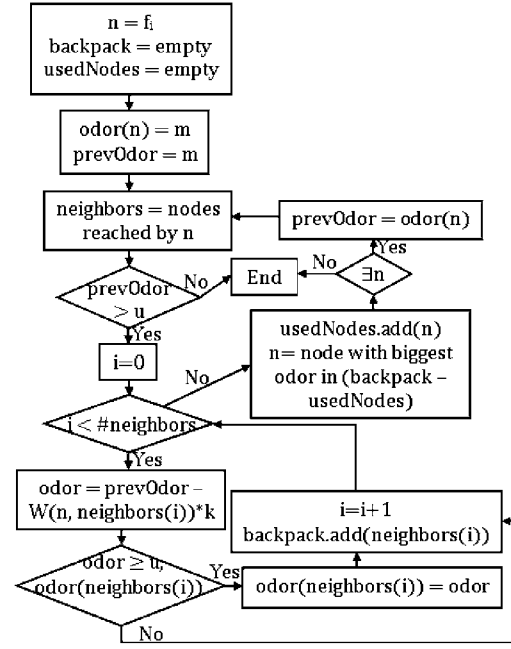 n = fᵢ
backpack = empty
usedNodes = empty
odor(n) = m
prevOdor = m
neighbors = nodes
reached by n
prevOdor = odor(n)
Yes
No
End
No
∃n
prevOdor
> u
Yes
i=0
No
usedNodes.add(n)
n= node with biggest
odor in (backpack –
usedNodes)
i < #neighbors
Yes
odor = prevOdor –
W(n, neighbors(i))*k
i=i+1
backpack.add(neighbors(i))
odor ≥ u,
odor(neighbors(i))
Yes
odor(neighbors(i)) = odor
No